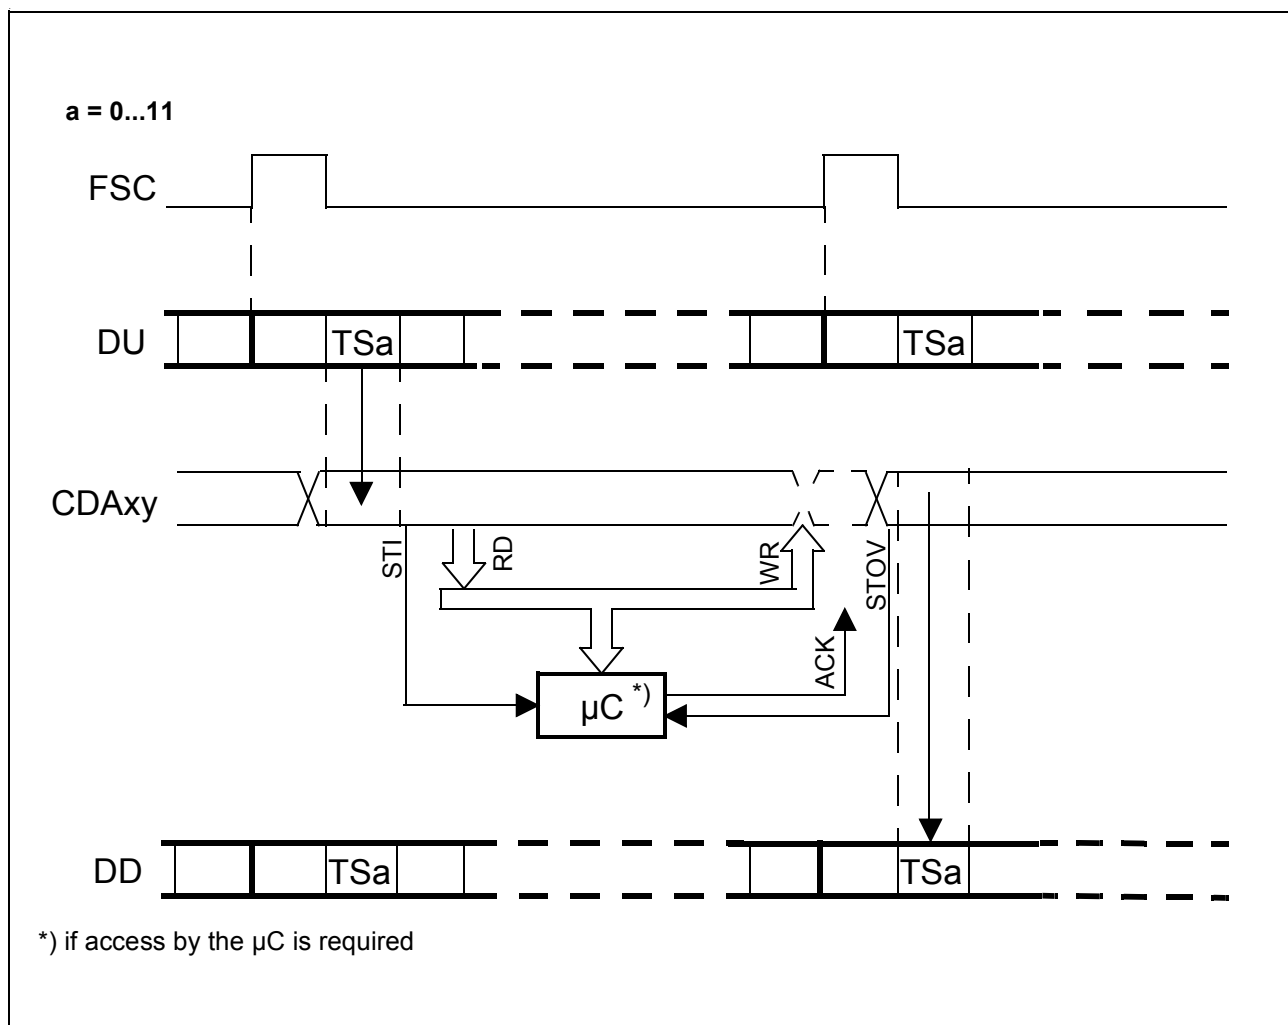 a = 0...11
FSC
DU
TSa
TSa
CDAxy
STI
RD
WR
STOV
ACK
µC *)
DD
TSa
TSa
*) if access by the µC is required